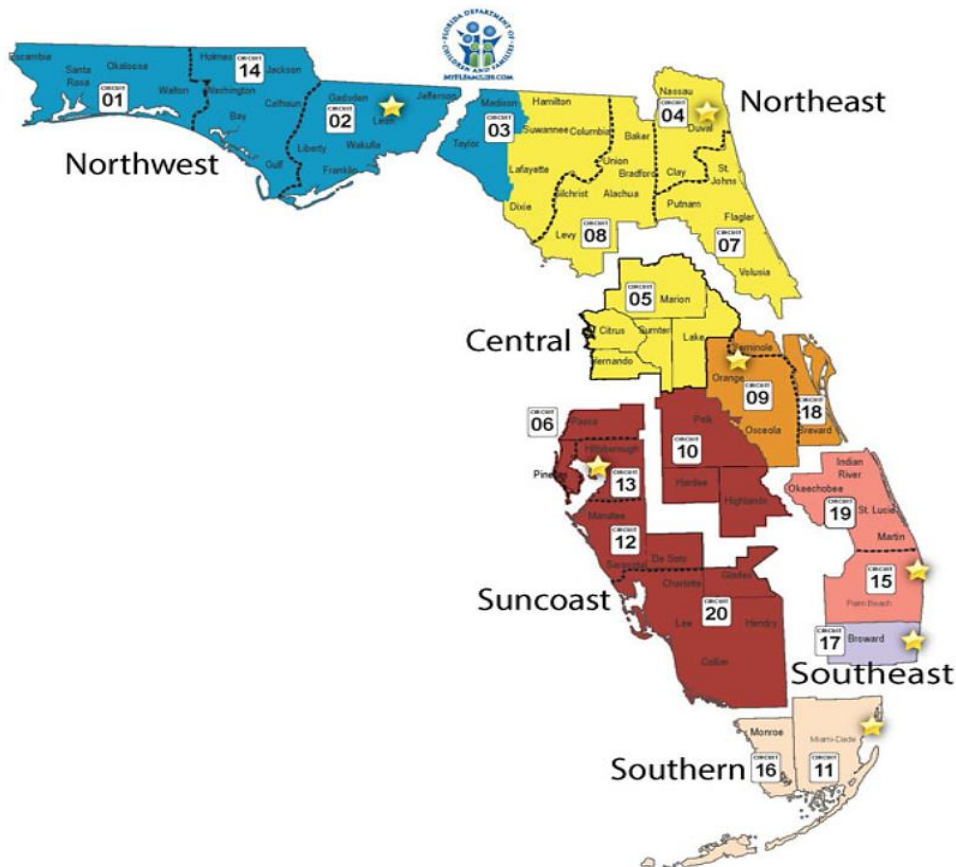 FLORIDA DEPARTMENT OF
CHILDREN AND FAMILIES
MYFLFAMILIES.COM
Escambia
Santa
Rosa
Okaloosa
Walton
CIRCUIT
01
Holmes
CIRCUIT
14
Jackson
Washington
Calhoun
Bay
Gulf
Northwest
Gadsden
CIRCUIT
02
Leon
Jefferson
Liberty
Wakulla
Franklin
Madison
CIRCUIT
03
Taylor
Hamilton
Suwannee
Columbia
Lafayette
Dixie
Baker
Union
Bradford
Gilchrist
Alachua
Levy
CIRCUIT
08
Nassau
CIRCUIT
04
Duval
Northeast
Clay
St.
Johns
Putnam
Flagler
CIRCUIT
07
Volusia
CIRCUIT
05
Marion
Central
Citrus
Sumter
Lake
Hernando
Seminole
Orange
CIRCUIT
09
Osceola
CIRCUIT
18
Brevard
CIRCUIT
06
Pasco
Hillsborough
Pinellas
CIRCUIT
13
Polk
CIRCUIT
10
Hardee
Highlands
Manatee
CIRCUIT
12
Sarasota
De Soto
Suncoast
Charlotte
Glades
CIRCUIT
20
Lee
Hendry
Collier
Indian
River
Okeechobee
CIRCUIT
19
St. Lucie
Martin
CIRCUIT
15
Palm Beach
CIRCUIT
17
Broward
Southeast
Monroe
Miami-Dade
Southern
CIRCUIT
16
CIRCUIT
11